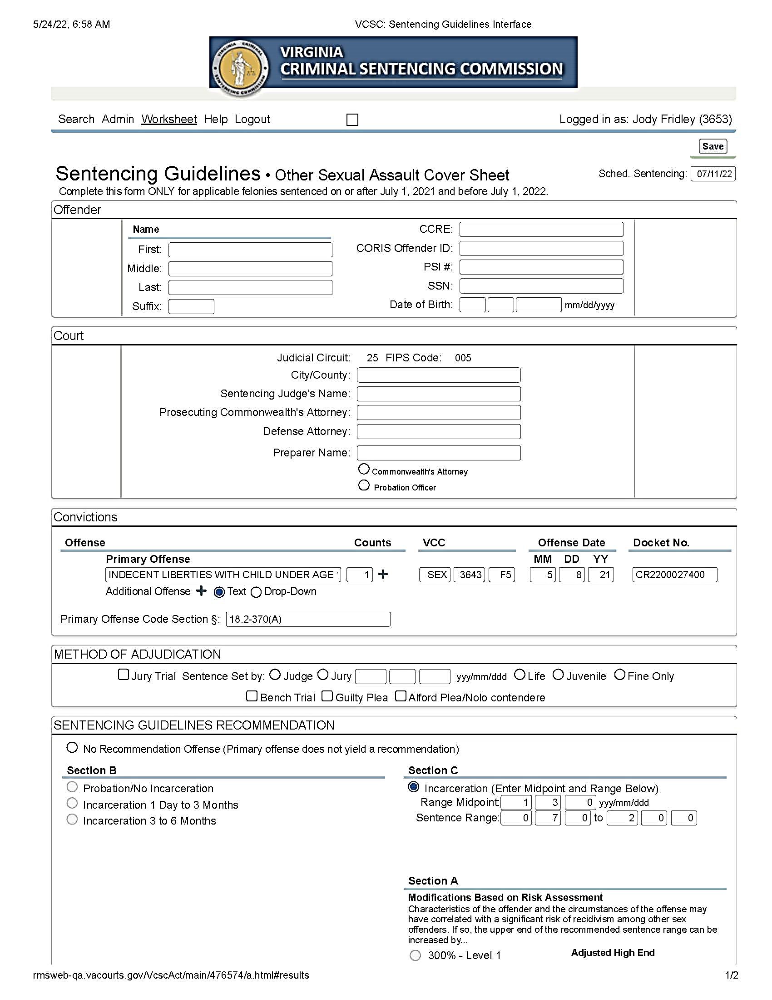 5/24/22, 6:58 AM VCSC: Sentencing Guidelines Interface
VIRGINIA
CRIMINAL SENTENCING COMMISSION
VIRGINIA CRIMINAL SENTENCING COMMISSION
Search Admin Worksheet Help Logout Logged in as: Jody Fridley (3653)
Save
Sentencing Guidelines • Other Sexual Assault Cover Sheet Sched. Sentencing: 07/11/22
Complete this form ONLY for applicable felonies sentenced on or after July 1, 2021 and before July 1, 2022.
Offender
Name CCRE:
First: CORIS Offender ID:
Middle: PSI #:
Last: SSN:
Suffix: Date of Birth: mm/dd/yyyy
Court
Judicial Circuit: 25 FIPS Code: 005
City/County:
Sentencing Judge's Name:
Prosecuting Commonwealth's Attorney:
Defense Attorney:
Preparer Name:
Commonwealth's Attorney
Probation Officer
Convictions
Offense Counts VCC Offense Date Docket No.
Primary Offense MM DD YY
INDECENT LIBERTIES WITH CHILD UNDER AGE 1 + SEX 3643 F5 5 8 21 CR2200027400
Additional Offense + Text Drop-Down
Primary Offense Code Section §: 18.2-370(A)
METHOD OF ADJUDICATION
Jury Trial Sentence Set by: Judge Jury yyy/mm/ddd Life Juvenile Fine Only
Bench Trial Guilty Plea Alford Plea/Nolo contendere
SENTENCING GUIDELINES RECOMMENDATION
No Recommendation Offense (Primary offense does not yield a recommendation)
Section B
Probation/No Incarceration
Incarceration 1 Day to 3 Months
Incarceration 3 to 6 Months
Section C
Incarceration (Enter Midpoint and Range Below)
Range Midpoint: 1 3 0 yyy/mm/ddd
Sentence Range: 0 7 0 to 2 0 0
Section A
Modifications Based on Risk Assessment
Characteristics of the offender and the circumstances of the offense may
have correlated with a significant risk of recidivism among other sex
offenders. If so, the upper end of the recommended sentence range can be
increased by...
300% - Level 1 Adjusted High End
rmsweb-qa.vacourts.gov/VcscAct/main/476574/a.html#results 1/2